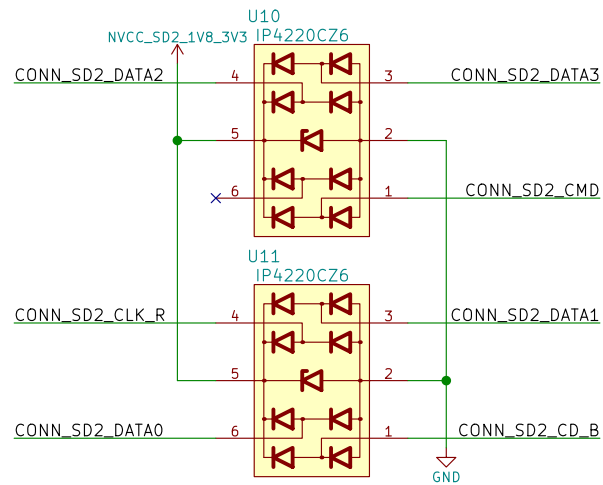 U10
NVCC_SD2_1V8_3V3
IP4220CZ6
CONN_SD2_DATA2
4
3
CONN_SD2_DATA3
5
2
6
1
CONN_SD2_CMD
U11
IP4220CZ6
CONN_SD2_CLK_R
4
3
CONN_SD2_DATA1
5
2
CONN_SD2_DATA0
6
1
CONN_SD2_CD_B
GND